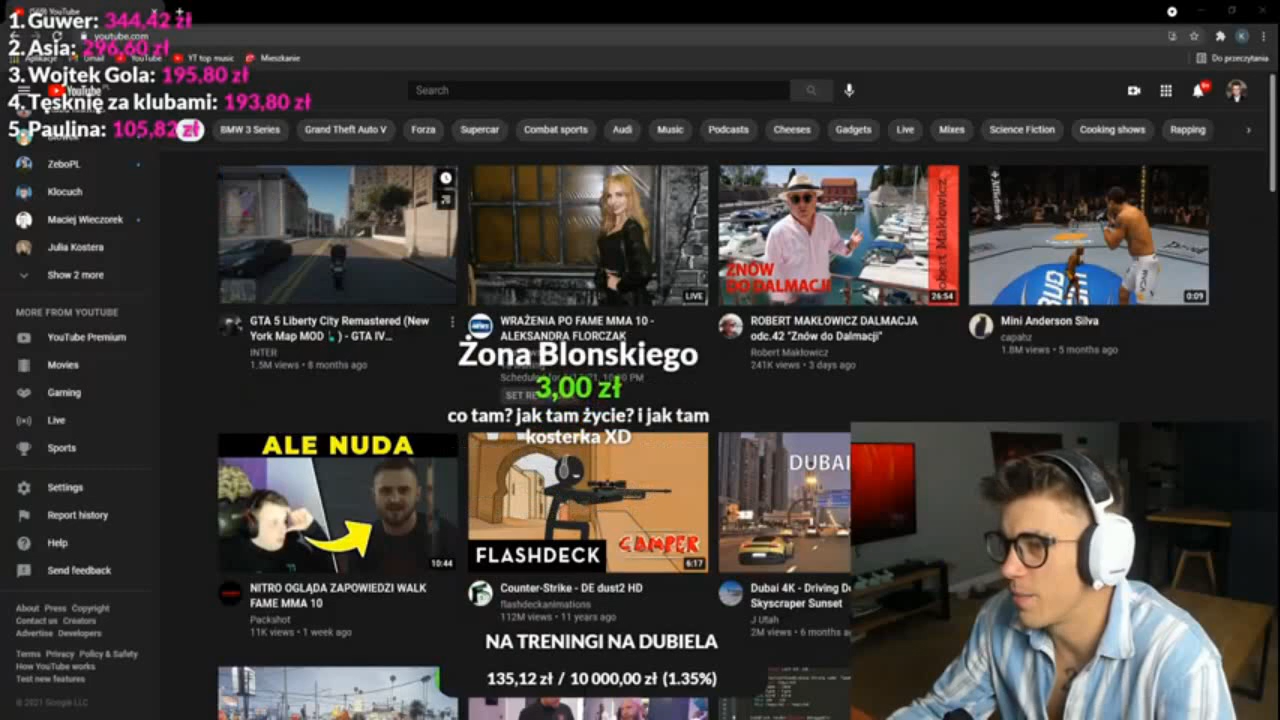 1. Guwer: 344,42 zł
2. Asia: 296,60 zł
3. Wojtek Gola: 195,80 zł
4. Tęsknię za klubami: 193,80 zł
5. Paulina: 105,82 zł
youtube.com
Gmail
YouTube
YT top music
Mieszkanie
Do przeczytania
YouTube
Search
BMW 3 Series
Grand Theft Auto V
Forza
Supercar
Combat sports
Audi
Music
Podcasts
Cheeses
Gadgets
Live
Mixes
Science Fiction
Cooking shows
Rapping
ZeboPL
Klocuch
Maciej Wieczorek
Julia Kostera
Show 2 more
MORE FROM YOUTUBE
YouTube Premium
Movies
Gaming
Live
Sports
Settings
Report history
Help
Send feedback
About Press Copyright
Contact us Creators
Advertise Developers
Terms Privacy Policy & Safety
How YouTube works
Test new features
© 2021 Google LLC
GTA 5 Liberty City Remastered (New
York Map MOD ) - GTA IV...
INTER
1.5M views • 8 months ago
LIVE
WRAŻENIA PO FAME MMA 10 -
ALEKSANDRA FLORCZAK
SET RE
ZNÓW
DO DALMACJI
Robert Makłowicz
26:54
ROBERT MAKŁOWICZ DALMACJA
odc.42 "Znów do Dalmacji"
Robert Makłowicz
241K views • 3 days ago
0:09
Mini Anderson Silva
capahz
1.8M views • 5 months ago
Żona Blonskiego
3,00 zł
co tam? jak tam życie? i jak tam
kosterka XD
ALE NUDA
10:44
NITRO OGLĄDA ZAPOWIEDZI WALK
FAME MMA 10
Packshot
11K views • 1 week ago
FLASHDECK
CAMPER
6:17
Counter-Strike - DE dust2 HD
flashdeckanimations
112M views • 11 years ago
DUBAI
Dubai 4K - Driving
Skyscraper Sunset
J Utah
2M views • 6 months
NA TRENINGI NA DUBIELA
135,12 zł / 10 000,00 zł (1.35%)